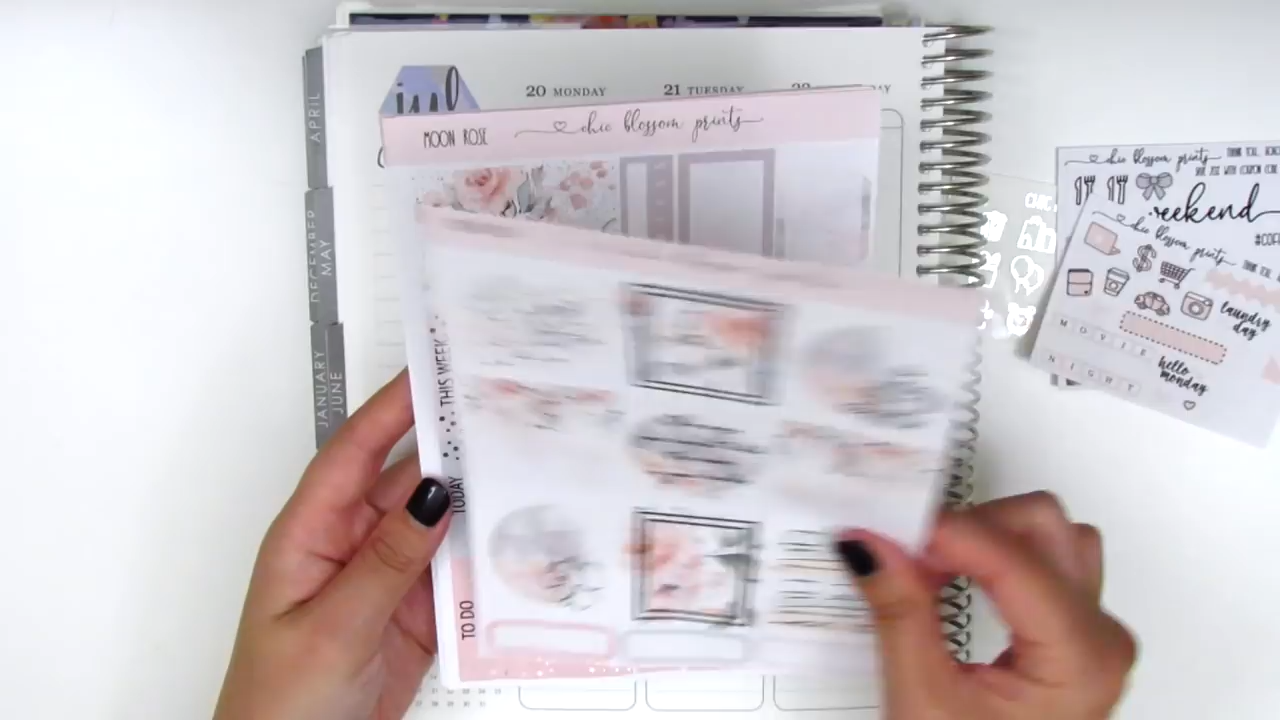 20 MONDAY
21 TUESDAY
jul
MOON ROSE
chic blossom prints
APRIL
DECEMBER
MAY
JANUARY
JUNE
THIS WEEK
TODAY
TO DO
chic blossom prints
weekend
chic blossom prints
laundry
day
MOVIE
NIGHT
hello
monday